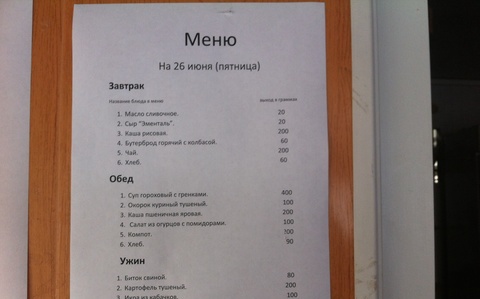 Меню
На 26 июня (пятница)
Завтрак
Название блюда в меню выход в граммах
1. Масло сливочное. 20
2. Сыр "Эменталь". 20
3. Каша рисовая. 200
4. Бутерброд горячий с колбасой. 60
5. Чай. 200
6. Хлеб. 60
Обед
1. Суп гороховый с гренками. 400
2. Окорок куриный тушеный. 100
3. Каша пшеничная яровая. 200
4. Салат из огурцов с помидорами. 100
5. Компот. 200
6. Хлеб. 90
Ужин
1. Биток свиной. 80
2. Картофель тушеный. 200
3. Икра из кабачков. 100